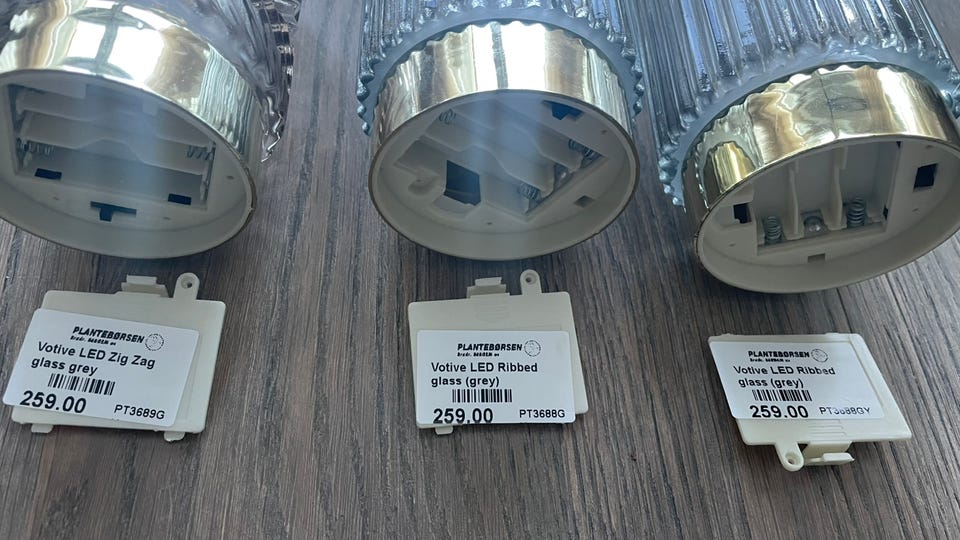 PLANTEBØRSEN
Votive LED Zig Zag
glass grey
259.00 PT3689G
PLANTEBØRSEN
Votive LED Ribbed
glass (grey)
259.00 PT3688G
PLANTEBØRSEN
Votive LED Ribbed
glass (grey)
259.00 PT3688GY